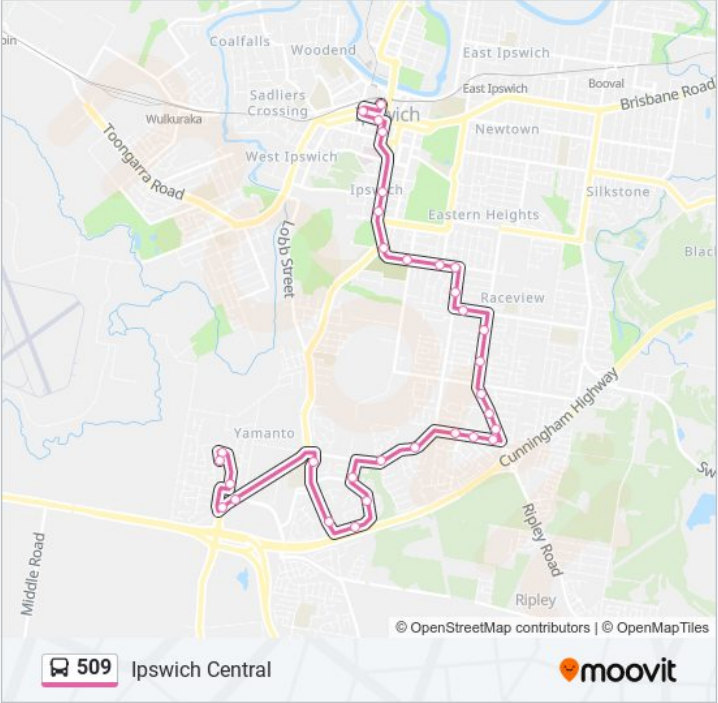 Coalfalls
Woodend
East Ipswich
Sadliers
Crossing
East Ipswich
Booval
Brisbane Road
Wulkuraka
Newtown
Toongarra Road
West Ipswich
Silkstone
Eastern Heights
Lobb Street
Raceview
Cunningham Highway
Yamanto
Ripley Road
Middle Road
Ripley
© OpenStreetMap contributors | © OpenMapTiles
509 Ipswich Central
moovit